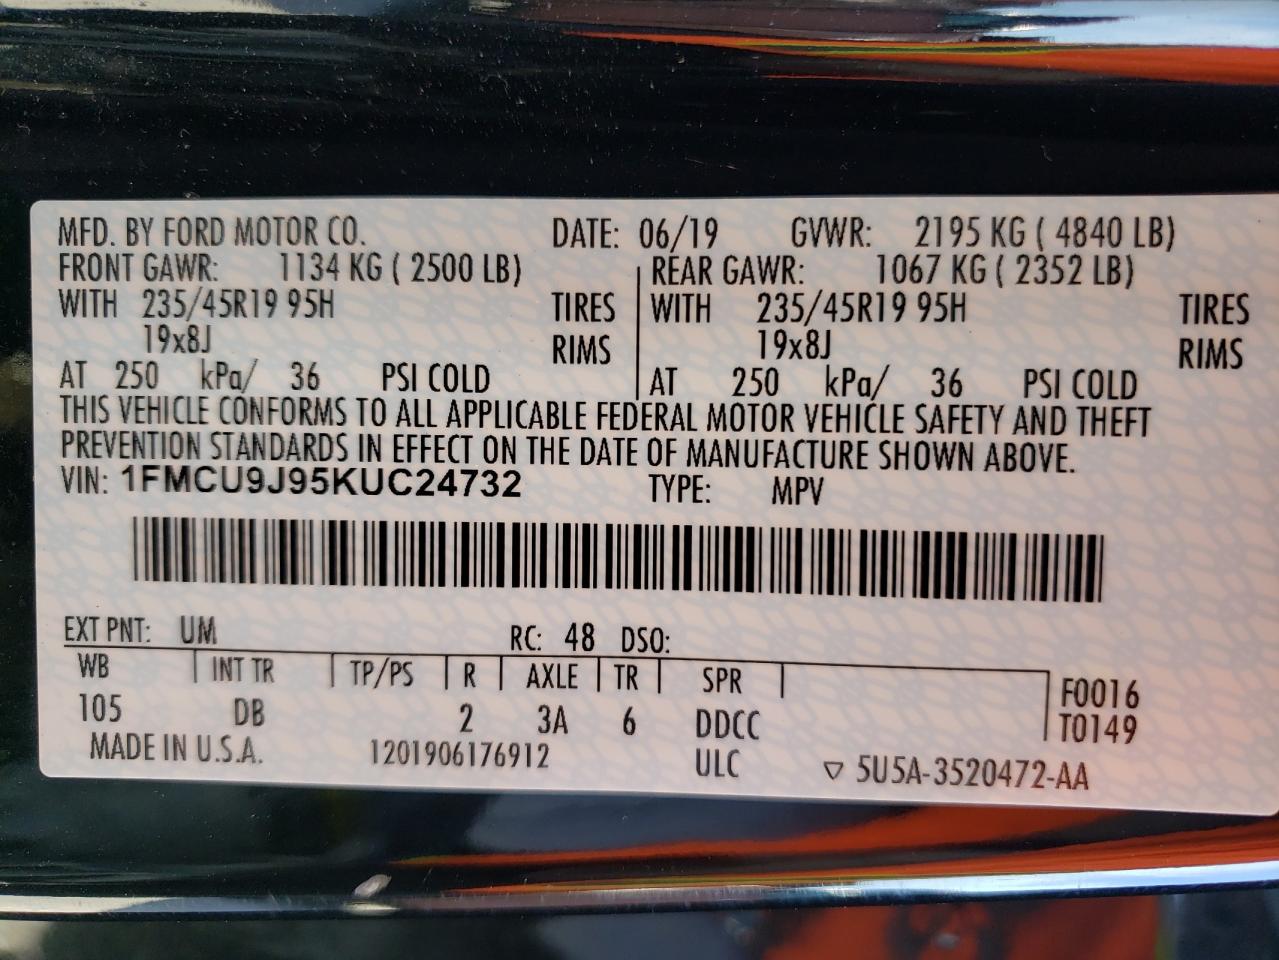 MFD. BY FORD MOTOR CO. DATE: 06/19 GVWR: 2195 KG ( 4840 LB)
FRONT GAWR: 1134 KG ( 2500 LB) REAR GAWR: 1067 KG ( 2352 LB)
WITH 235/45R19 95H TIRES WITH 235/45R19 95H TIRES
19x8J RIMS 19x8J RIMS
AT 250 kPa/ 36 PSI COLD AT 250 kPa/ 36 PSI COLD
THIS VEHICLE CONFORMS TO ALL APPLICABLE FEDERAL MOTOR VEHICLE SAFETY AND THEFT
PREVENTION STANDARDS IN EFFECT ON THE DATE OF MANUFACTURE SHOWN ABOVE.
VIN: 1FMCU9J95KUC24732 TYPE: MPV
EXT PNT: UM RC: 48 DSO:
WB INT TR TP/PS R AXLE TR SPR F0016
105 DB 2 3A 6 DDCC T0149
MADE IN U.S.A. 1201906176912 ULC ▽ 5U5A-3520472-AA